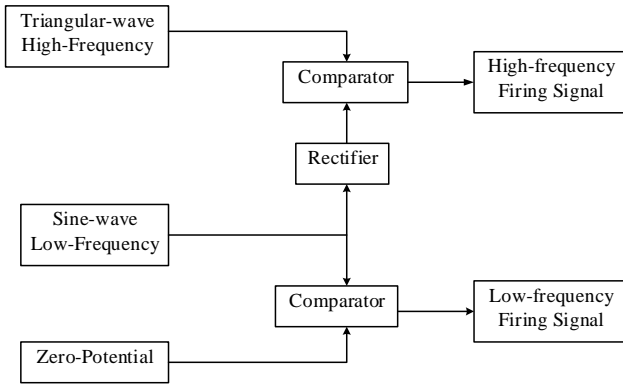 Triangular-wave
High-Frequency
Comparator
High-frequency
Firing Signal
Rectifier
Sine-wave
Low-Frequency
Comparator
Low-frequency
Firing Signal
Zero-Potential